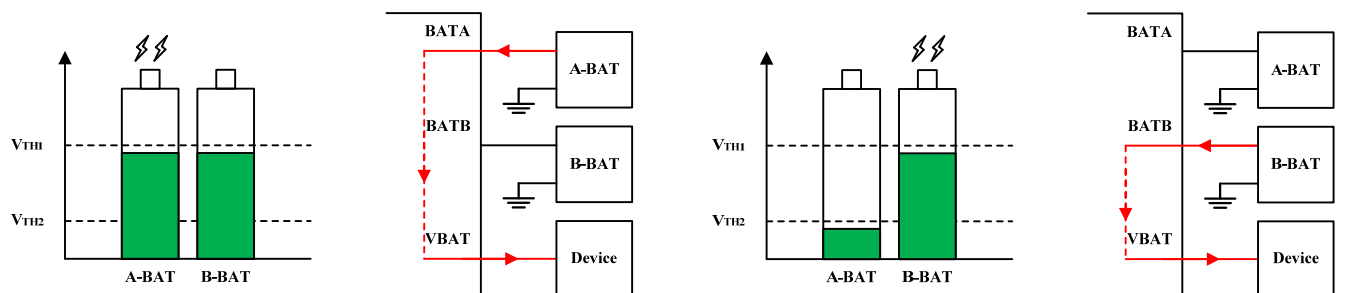 VTH1
VTH2
A-BAT B-BAT
BATA
A-BAT
BATB
B-BAT
VBAT
Device
VTH1
VTH2
A-BAT B-BAT
BATA
A-BAT
BATB
B-BAT
VBAT
Device